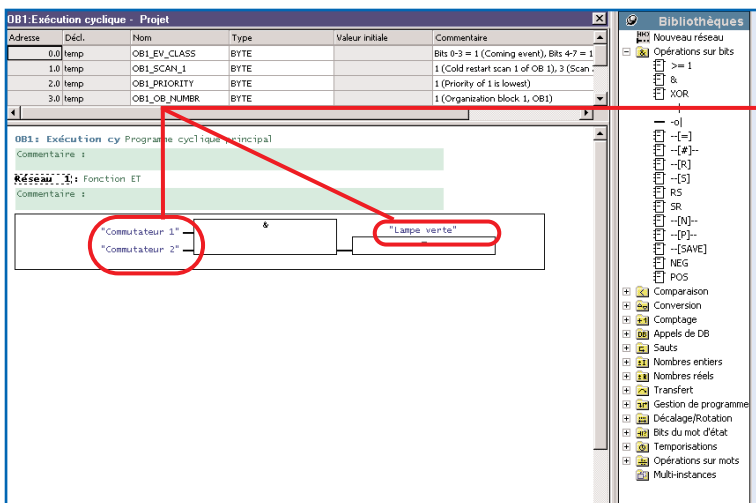 OB1:Exécution cyclique - Projet
Adresse Décl. Nom Type Valeur initiale Commentaire
0.0 temp OB1_EV_CLASS BYTE Bits 0-3 = 1 (Coming event), Bits 4-7 = 1
1.0 temp OB1_SCAN_1 BYTE 1 (Cold restart scan 1 of OB 1), 3 (Scan
2.0 temp OB1_PRIORITY BYTE 1 (Priority of 1 is lowest)
3.0 temp OB1_OB_NUMBR BYTE 1 (Organization block 1, OB1)
OB1: Exécution cy Programme cyclique principal
Commentaire :
Réseau 1: Fonction ET
Commentaire :
&
"Commutateur 1"
"Commutateur 2"
"Lampe verte"
=
Bibliothèques
Nouveau réseau
Opérations sur bits
>= 1
&
XOR
-o|
--[=]
--[#]--
--[R]
--[S]
RS
SR
--[N]--
--[P]--
--[SAVE]
NEG
POS
Comparaison
Conversion
Comptage
Appels de DB
Sauts
Nombres entiers
Nombres réels
Transfert
Gestion de programme
Décalage/Rotation
Bits du mot d'état
Temporisations
Opérations sur mots
Multi-instances